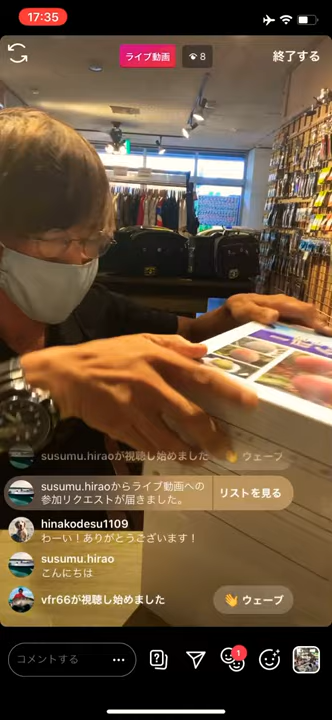 17:35
ライブ動画
8
終了する
susumu.hiraoが視聴し始めました
ウェーブ
susumu.hiraoからライブ動画への
参加リクエストが届きました。
リストを見る
hinakodesu1109
わーい！ありがとうございます！
susumu.hirao
こんにちは
vfr66が視聴し始めました
ウェーブ
コメントする
1